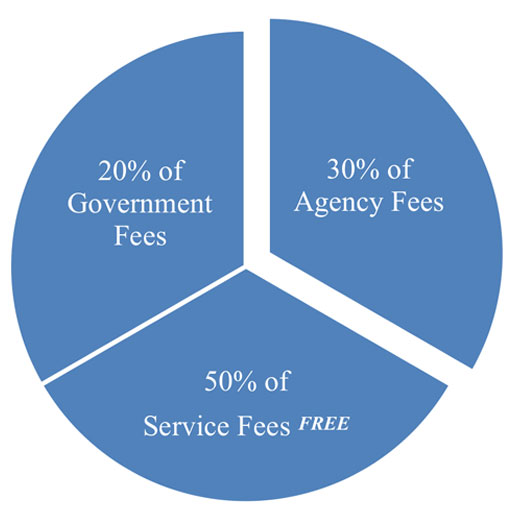 20% of
Government
Fees
30% of
Agency Fees
50% of
Service Fees FREE